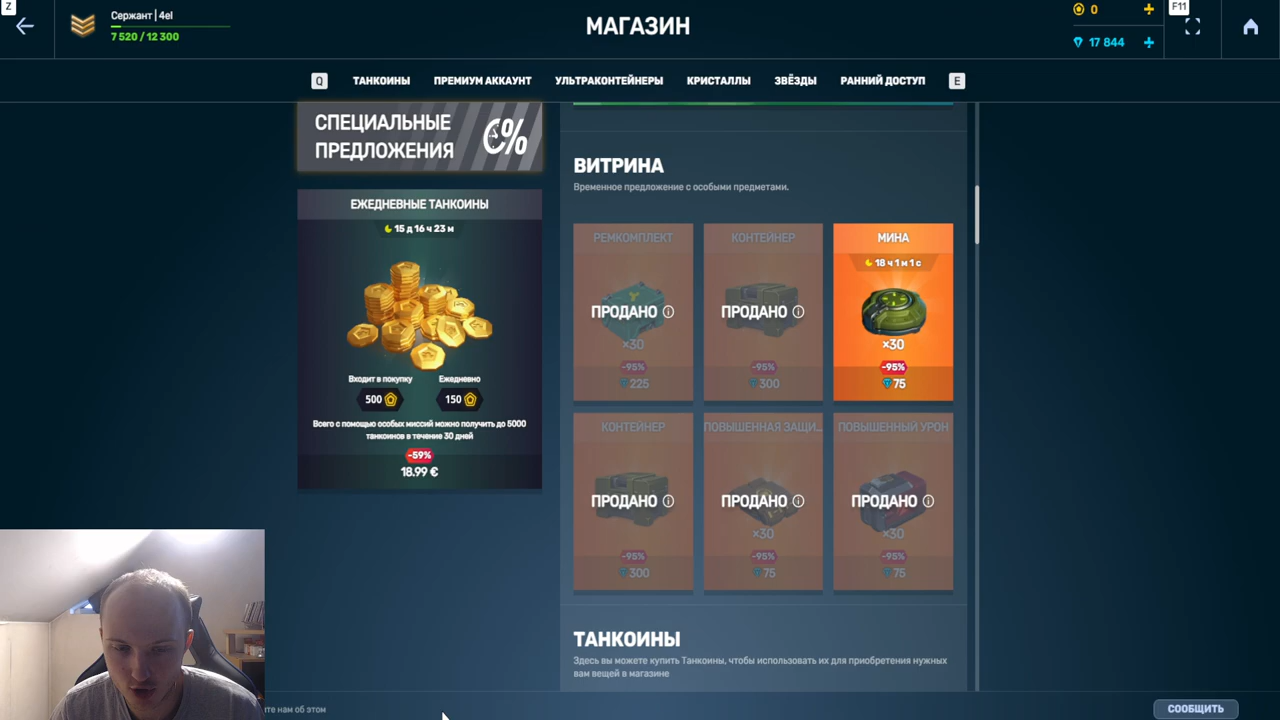 Z
Сержант | 4el
7 520 / 12 300
МАГАЗИН
0
17 844
F11
Q
ТАНКОИНЫ
ПРЕМИУМ АККАУНТ
УЛЬТРАКОНТЕЙНЕРЫ
КРИСТАЛЛЫ
ЗВЁЗДЫ
РАННИЙ ДОСТУП
E
СПЕЦИАЛЬНЫЕ
ПРЕДЛОЖЕНИЯ
%
ЕЖЕДНЕВНЫЕ ТАНКОИНЫ
15 д 16 ч 23 м
Входит в покупку
Ежедневно
500
150
Всего с помощью особых миссий можно получить до 5000
танкоинов в течение 30 дней
-59%
18.99 €
ВИТРИНА
Временное предложение с особыми предметами.
РЕМКОМПЛЕКТ
ПРОДАНО
×30
-95%
225
КОНТЕЙНЕР
ПРОДАНО
-95%
300
МИНА
18 ч 1 м 1 с
×30
-95%
75
КОНТЕЙНЕР
ПРОДАНО
-95%
300
ПОВЫШЕННАЯ ЗАЩИ...
ПРОДАНО
×30
-95%
75
ПОВЫШЕННЫЙ УРОН
ПРОДАНО
×30
-95%
75
ТАНКОИНЫ
Здесь вы можете купить Танкоины, чтобы использовать их для приобретения нужных
вам вещей в магазине
те нам об этом
СООБЩИТЬ